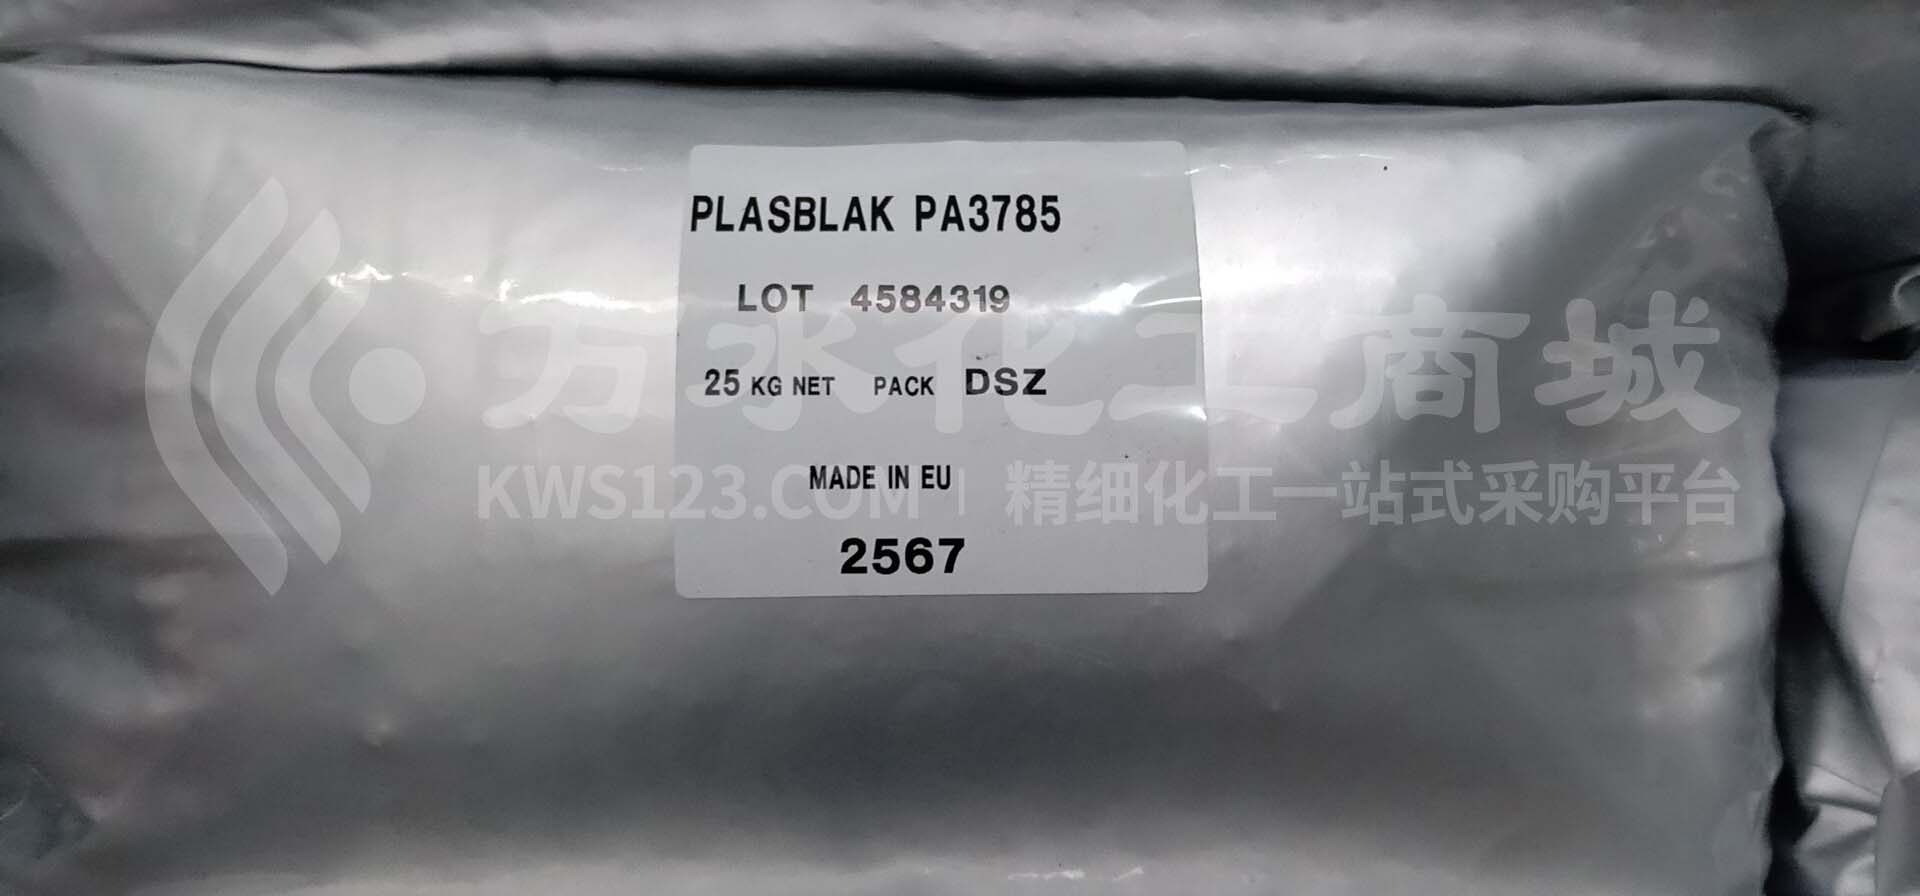 PLASBLAK PA3785
LOT 4584319
25 KG NET PACK DSZ
MADE IN EU
2567
万水化工商城
KWS123.COM | 精细化工一站式采购平台